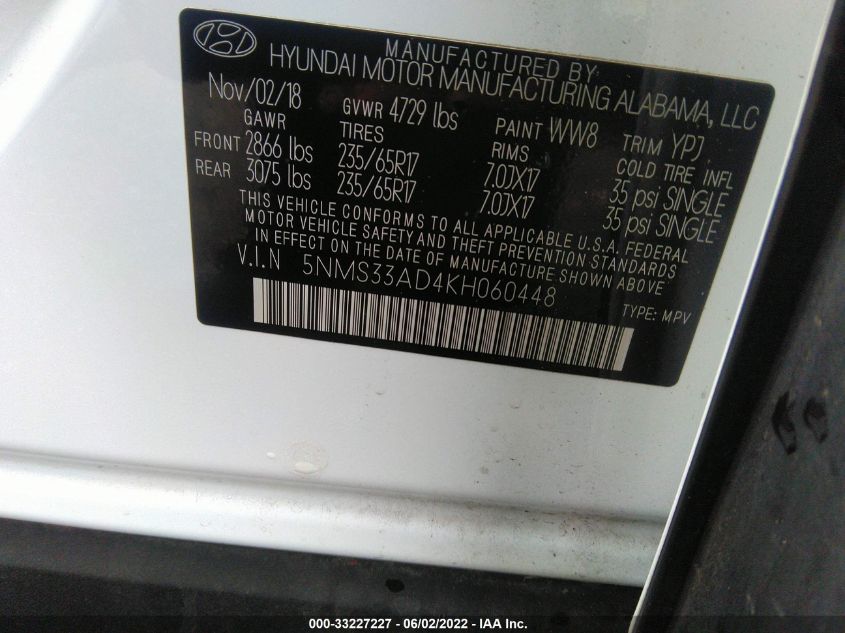 MANUFACTURED BY:
HYUNDAI MOTOR MANUFACTURING ALABAMA, LLC
Nov/02/18 GVWR 4729 lbs PAINT WW8 TRIM YPJ
GAWR TIRES RIMS COLD TIRE INFL
FRONT 2866 lbs 235/65R17 7.0JX17 35 psi SINGLE
REAR 3075 lbs 235/65R17 7.0JX17 35 psi SINGLE
THIS VEHICLE CONFORMS TO ALL APPLICABLE U.S.A. FEDERAL
MOTOR VEHICLE SAFETY AND THEFT PREVENTION STANDARDS
IN EFFECT ON THE DATE OF MANUFACTURE SHOWN ABOVE
V.I.N 5NMS33AD4KH060448
TYPE: MPV
000-33227227 - 06/02/2022 - IAA Inc.